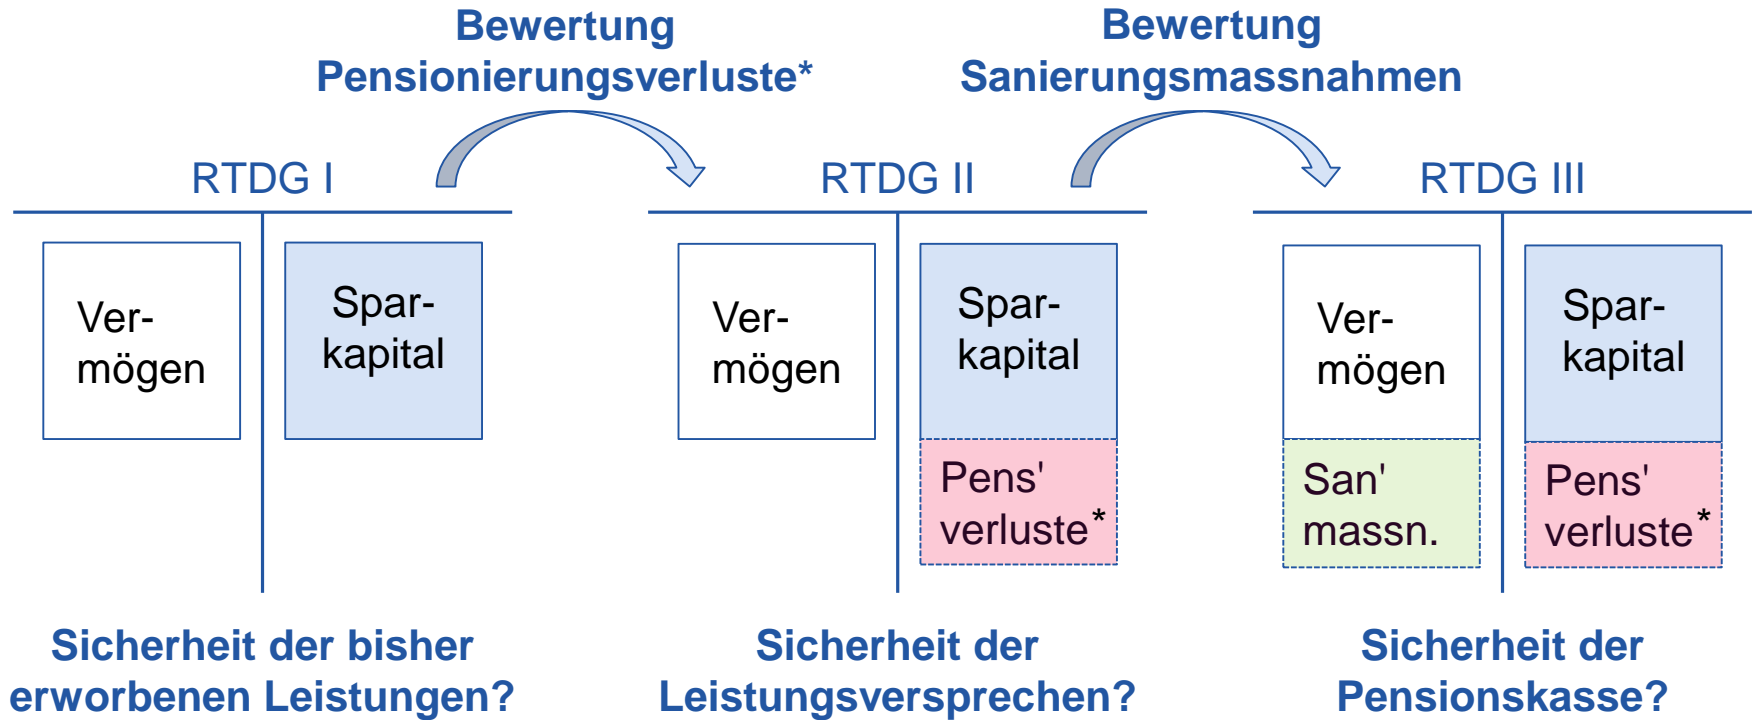 Bewertung
Pensionierungsverluste*
Bewertung
Sanierungsmassnahmen
RTDG I
RTDG II
RTDG III
Ver-
mögen
Spar-
kapital
Ver-
mögen
Spar-
kapital
Pens'
verluste*
Ver-
mögen
San'
massn.
Spar-
kapital
Pens'
verluste*
Sicherheit der bisher
erworbenen Leistungen?
Sicherheit der
Leistungsversprechen?
Sicherheit der
Pensionskasse?